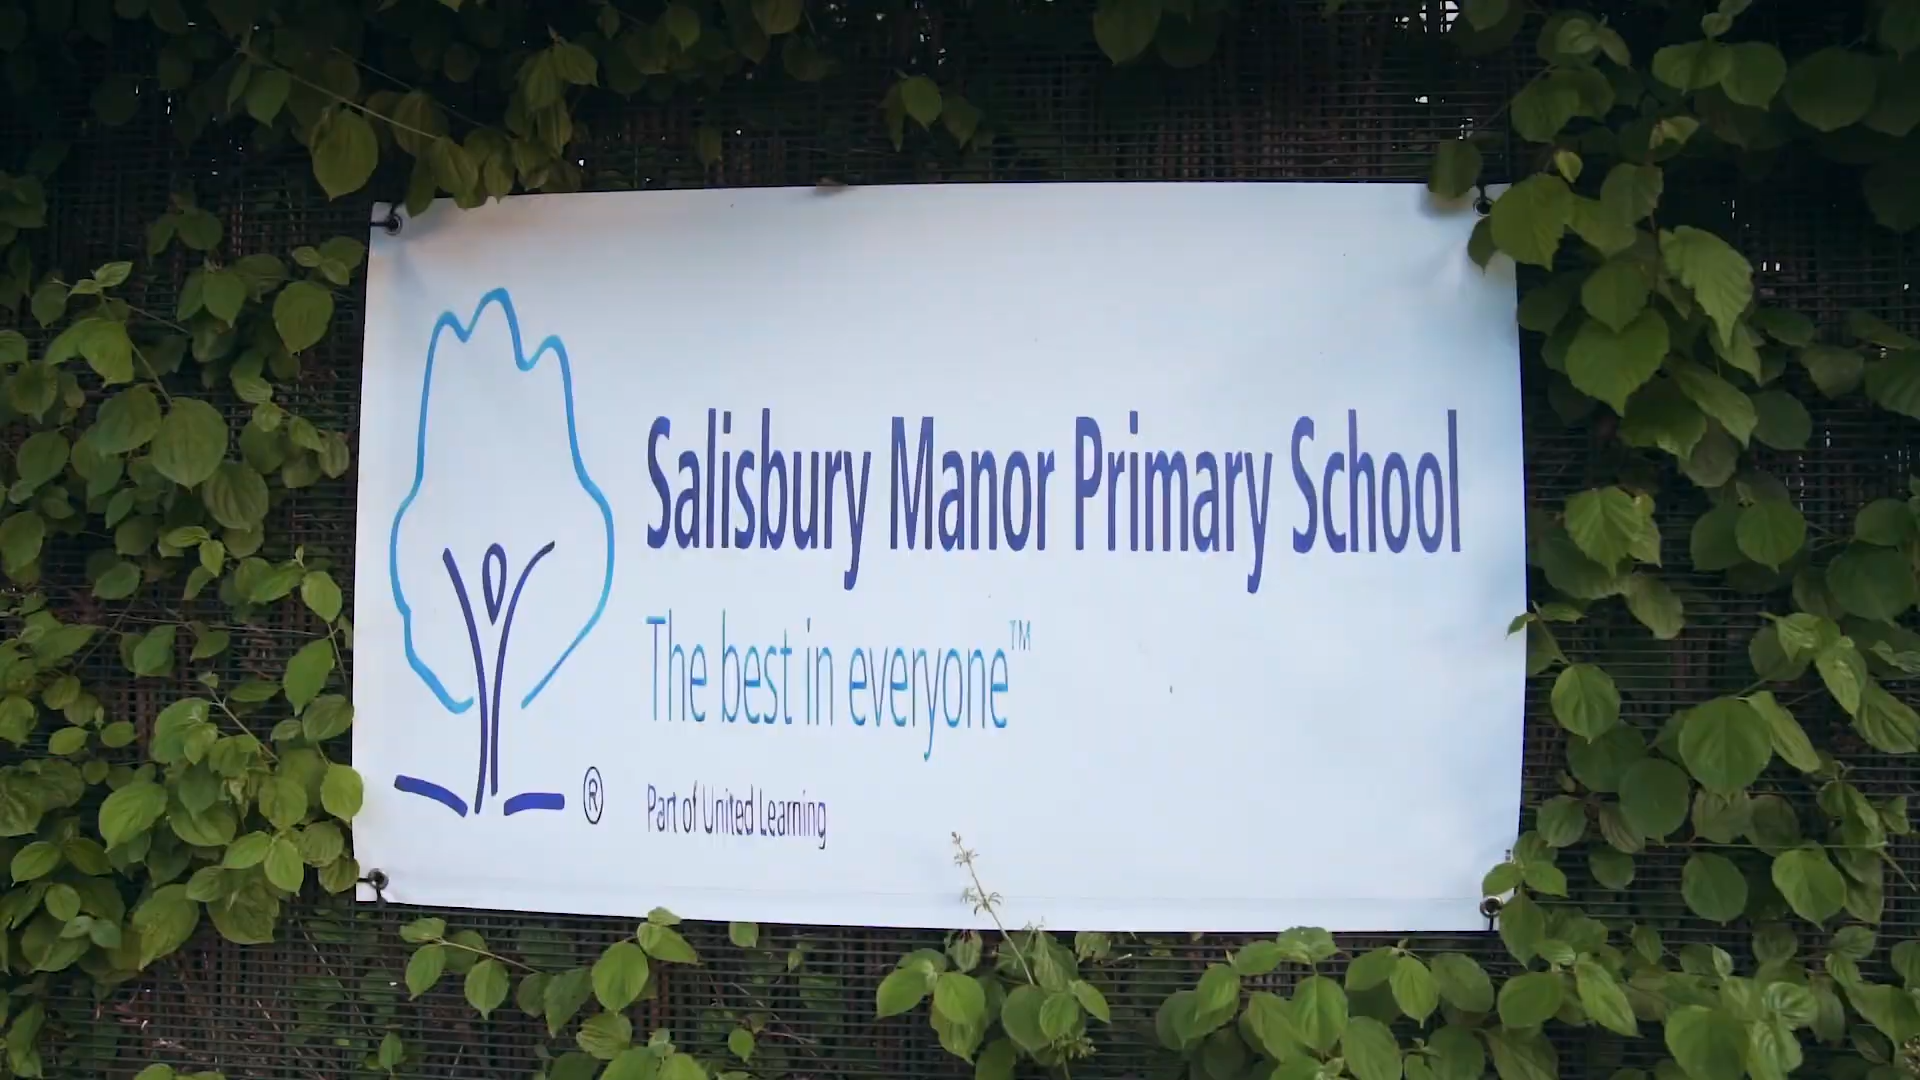 Salisbury Manor Primary School
The best in everyone™
Part of United Learning
®